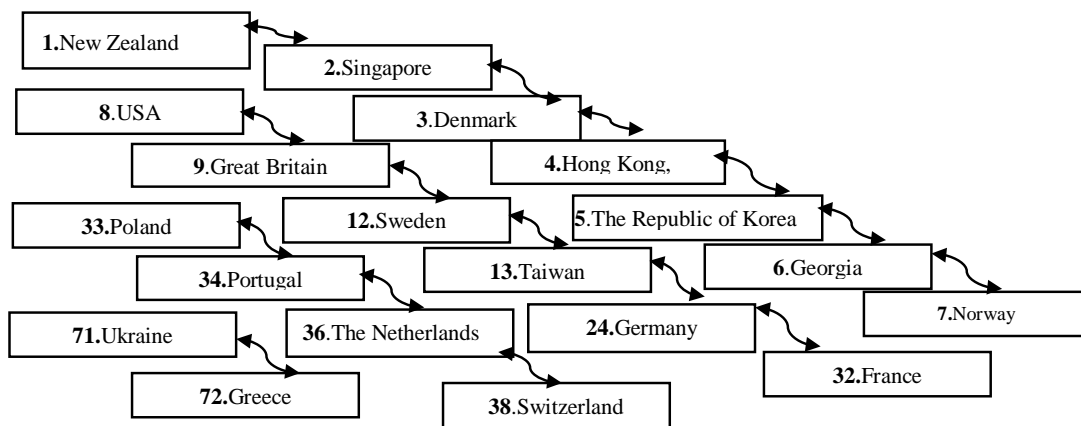 1.New Zealand
2.Singapore
3.Denmark
4.Hong Kong,
5.The Republic of Korea
6.Georgia
7.Norway
8.USA
9.Great Britain
12.Sweden
13.Taiwan
24.Germany
32.France
33.Poland
34.Portugal
36.The Netherlands
38.Switzerland
71.Ukraine
72.Greece